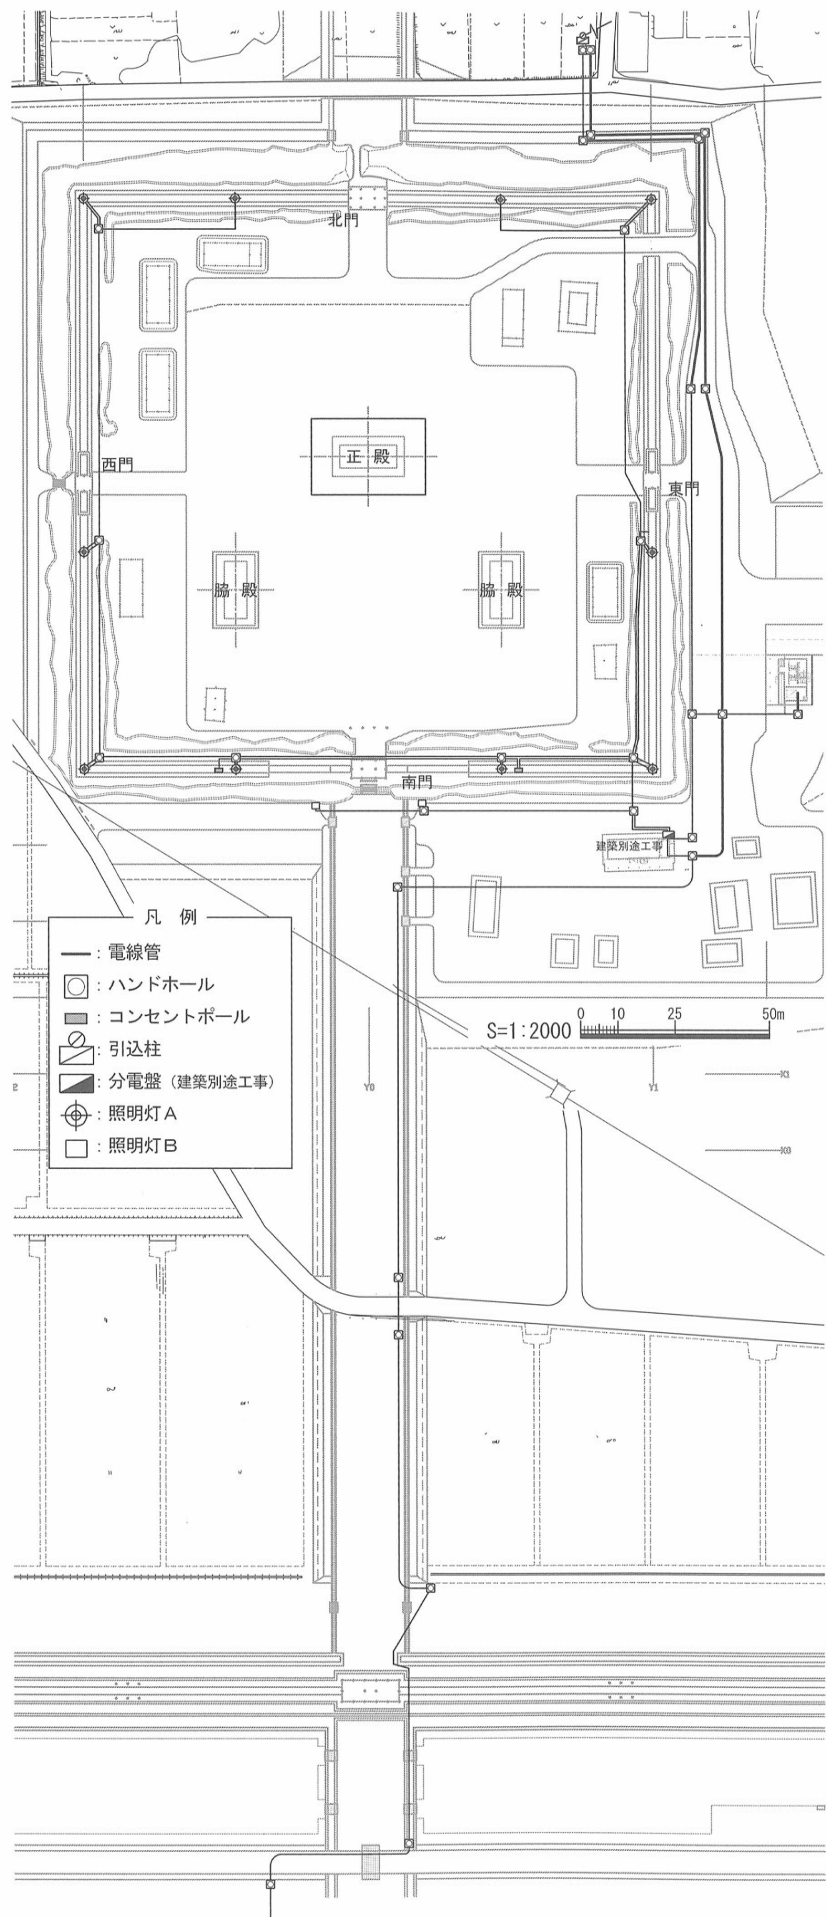 北門
正 殿
西門
東門
脇 殿
脇 殿
南門
建築別途工事
凡 例
：電線管
：ハンドホール
：コンセントポール
：引込柱
：分電盤（建築別途工事）
：照明灯A
：照明灯B
S=1:2000
0 10 25 50m
Y0
Y1
X1